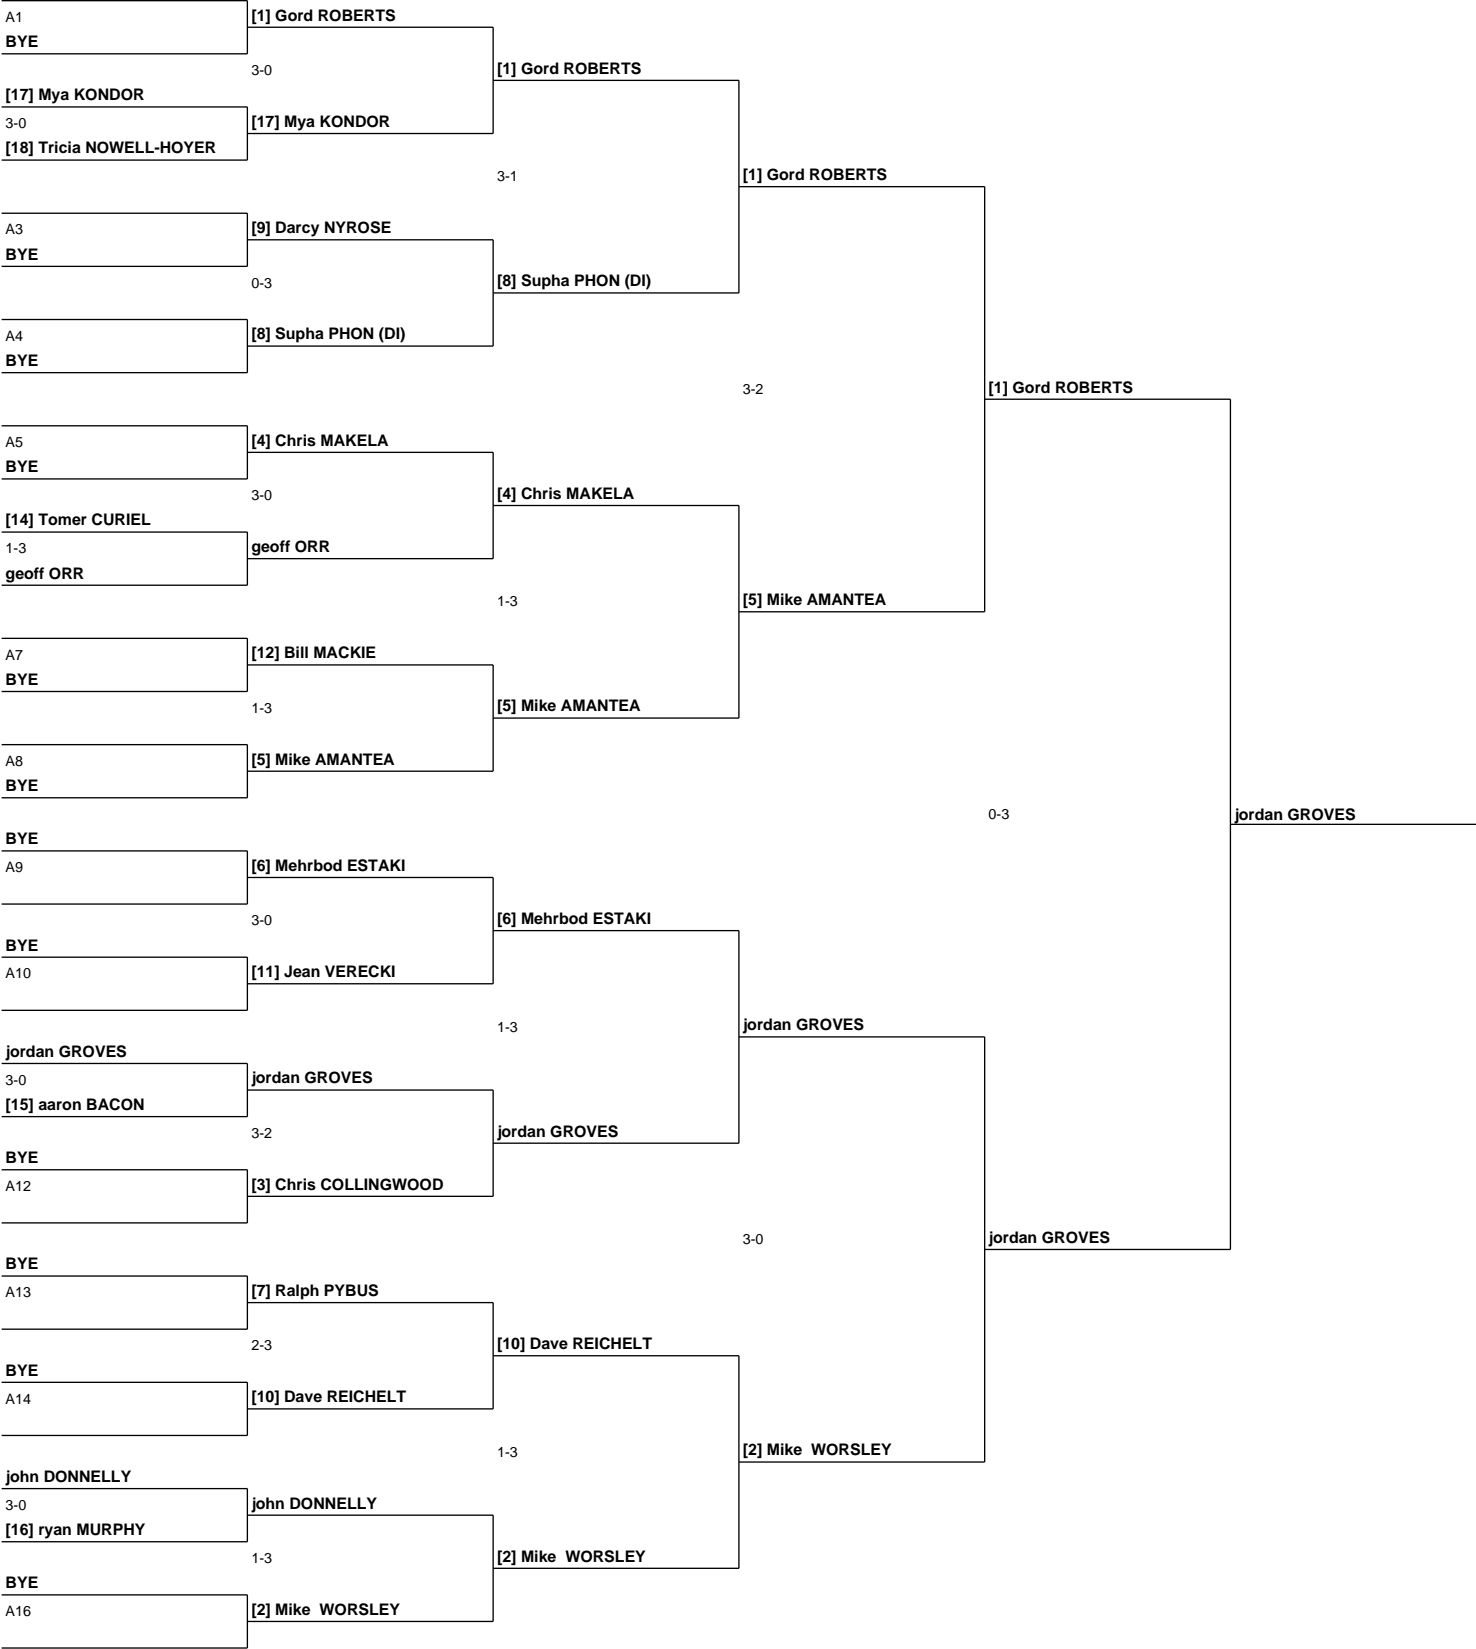 A1
[1] Gord ROBERTS
BYE
3-0
[1] Gord ROBERTS
[17] Mya KONDOR
3-0
[17] Mya KONDOR
[18] Tricia NOWELL-HOYER
3-1
[1] Gord ROBERTS
A3
[9] Darcy NYROSE
BYE
0-3
[8] Supha PHON (DI)
A4
[8] Supha PHON (DI)
BYE
3-2
[1] Gord ROBERTS
A5
[4] Chris MAKELA
BYE
3-0
[4] Chris MAKELA
[14] Tomer CURIEL
1-3
geoff ORR
geoff ORR
1-3
[5] Mike AMANTEA
A7
[12] Bill MACKIE
BYE
1-3
[5] Mike AMANTEA
A8
[5] Mike AMANTEA
BYE
0-3
jordan GROVES
BYE
A9
[6] Mehrbod ESTAKI
3-0
[6] Mehrbod ESTAKI
BYE
A10
[11] Jean VERECKI
1-3
jordan GROVES
jordan GROVES
3-0
jordan GROVES
[15] aaron BACON
3-2
jordan GROVES
BYE
A12
[3] Chris COLLINGWOOD
3-0
jordan GROVES
BYE
A13
[7] Ralph PYBUS
2-3
[10] Dave REICHELT
BYE
A14
[10] Dave REICHELT
1-3
[2] Mike  WORSLEY
john DONNELLY
3-0
john DONNELLY
[16] ryan MURPHY
1-3
[2] Mike  WORSLEY
BYE
A16
[2] Mike  WORSLEY